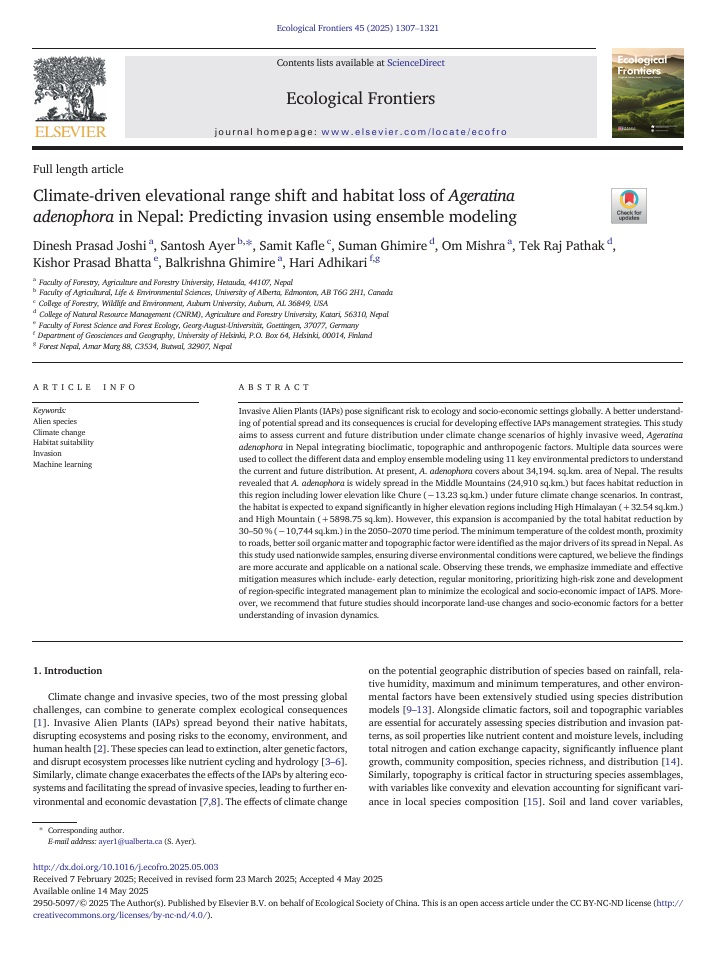 Ecological Frontiers 45 (2025) 1307–1321
Contents lists available at ScienceDirect
Ecological Frontiers
journal homepage: www.elsevier.com/locate/ecofro
ELSEVIER
Ecological
Frontiers
Full length article
Climate-driven elevational range shift and habitat loss of Ageratina
adenophora in Nepal: Predicting invasion using ensemble modeling
Check for
updates
Dinesh Prasad Joshi a, Santosh Ayer b,*, Samit Kafle c, Suman Ghimire d, Om Mishra a, Tek Raj Pathak d,
Kishor Prasad Bhatta e, Balkrishna Ghimire a, Hari Adhikari f,g
a Faculty of Forestry, Agriculture and Forestry University, Hetauda, 44107, Nepal
b Faculty of Agricultural, Life & Environmental Sciences, University of Alberta, Edmonton, AB T6G 2H1, Canada
c College of Forestry, Wildlife and Environment, Auburn University, Auburn, AL 36849, USA
d College of Natural Resource Management (CNRM), Agriculture and Forestry University, Katari, 56310, Nepal
e Faculty of Forest Science and Forest Ecology, Georg-August-Universität, Goettingen, 37077, Germany
f Department of Geosciences and Geography, University of Helsinki, P.O. Box 64, Helsinki, 00014, Finland
g Forest Nepal, Amar Marg 88, C3534, Butwal, 32907, Nepal
ARTICLE INFO
Keywords:
Alien species
Climate change
Habitat suitability
Invasion
Machine learning
ABSTRACT
Invasive Alien Plants (IAPs) pose significant risk to ecology and socio-economic settings globally. A better understand-
ing of potential spread and its consequences is crucial for developing effective IAPs management strategies. This study
aims to assess current and future distribution under climate change scenarios of highly invasive weed, Ageratina
adenophora in Nepal integrating bioclimatic, topographic and anthropogenic factors. Multiple data sources were
used to collect the different data and employ ensemble modeling using 11 key environmental predictors to understand
the current and future distribution. At present, A. adenophora covers about 34,194. sq.km. area of Nepal. The results
revealed that A. adenophora is widely spread in the Middle Mountains (24,910 sq.km.) but faces habitat reduction in
this region including lower elevation like Chure (−13.23 sq.km.) under future climate change scenarios. In contrast,
the habitat is expected to expand significantly in higher elevation regions including High Himalayan (+32.54 sq.km.)
and High Mountain (+5898.75 sq.km). However, this expansion is accompanied by the total habitat reduction by
30–50 % (−10,744 sq.km.) in the 2050–2070 time period. The minimum temperature of the coldest month, proximity
to roads, better soil organic matter and topographic factor were identified as the major drivers of its spread in Nepal. As
this study used nationwide samples, ensuring diverse environmental conditions were captured, we believe the findings
are more accurate and applicable on a national scale. Observing these trends, we emphasize immediate and effective
mitigation measures which include- early detection, regular monitoring, prioritizing high-risk zone and development
of region-specific integrated management plan to minimize the ecological and socio-economic impact of IAPS. More-
over, we recommend that future studies should incorporate land-use changes and socio-economic factors for a better
understanding of invasion dynamics.
1. Introduction
Climate change and invasive species, two of the most pressing global
challenges, can combine to generate complex ecological consequences
[1]. Invasive Alien Plants (IAPs) spread beyond their native habitats,
disrupting ecosystems and posing risks to the economy, environment, and
human health [2]. These species can lead to extinction, alter genetic factors,
and disrupt ecosystem processes like nutrient cycling and hydrology [3–6].
Similarly, climate change exacerbates the effects of the IAPs by altering eco-
systems and facilitating the spread of invasive species, leading to further en-
vironmental and economic devastation [7,8]. The effects of climate change
on the potential geographic distribution of species based on rainfall, rela-
tive humidity, maximum and minimum temperatures, and other environ-
mental factors have been extensively studied using species distribution
models [9–13]. Alongside climatic factors, soil and topographic variables
are essential for accurately assessing species distribution and invasion pat-
terns, as soil properties like nutrient content and moisture levels, including
total nitrogen and cation exchange capacity, significantly influence plant
growth, community composition, species richness, and distribution [14].
Similarly, topography is critical factor in structuring species assemblages,
with variables like convexity and elevation accounting for significant vari-
ance in local species composition [15]. Soil and land cover variables,
* Corresponding author.
E-mail address: ayer1@ualberta.ca (S. Ayer).
http://dx.doi.org/10.1016/j.ecofro.2025.05.003
Received 7 February 2025; Received in revised form 23 March 2025; Accepted 4 May 2025
Available online 14 May 2025
2950-5097/© 2025 The Author(s). Published by Elsevier B.V. on behalf of Ecological Society of China. This is an open access article under the CC BY-NC-ND license (http://
creativecommons.org/licenses/by-nc-nd/4.0/).